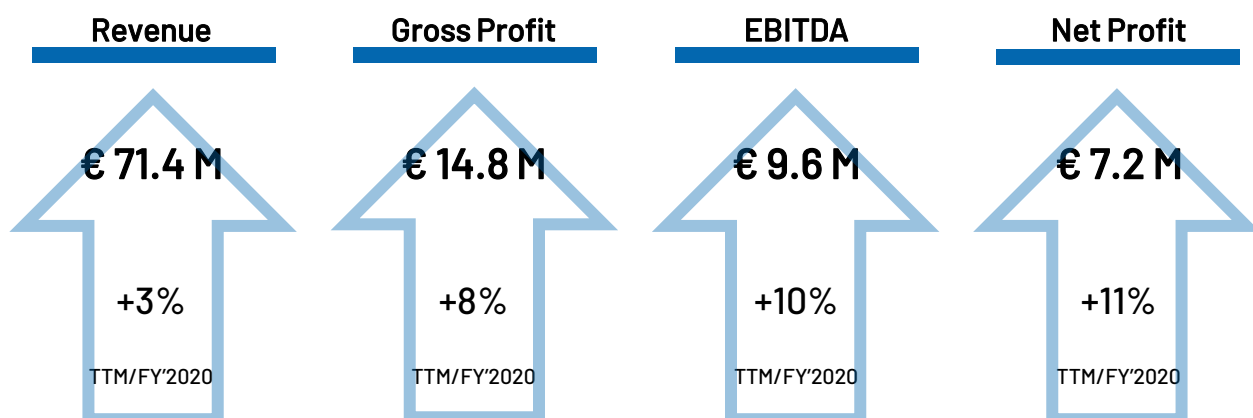 Revenue
Gross Profit
EBITDA
Net Profit
€ 71.4 M
€ 14.8 M
€ 9.6 M
€ 7.2 M
+3%
+8%
+10%
+11%
TTM/FY’2020
TTM/FY’2020
TTM/FY’2020
TTM/FY’2020